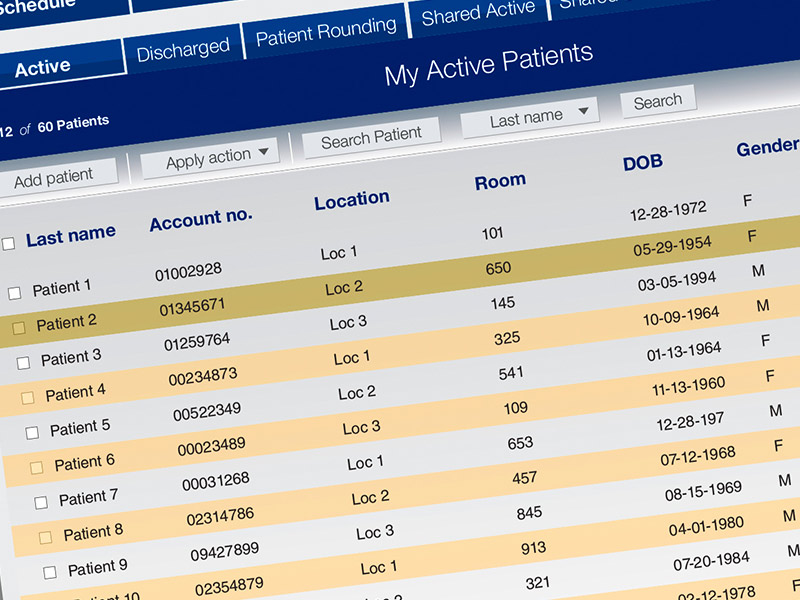 Schedule
Active Discharged Patient Rounding Shared Active Shared
My Active Patients
12 of 60 Patients
Add patient Apply action Search Patient Last name Search
Last name Account no. Location Room DOB Gender
Patient 1 01002928 Loc 1 101 12-28-1972 F
Patient 2 01345671 Loc 2 650 05-29-1954 F
Patient 3 01259764 Loc 3 145 03-05-1994 M
Patient 4 00234873 Loc 1 325 10-09-1964 M
Patient 5 00522349 Loc 2 541 01-13-1964 F
Patient 6 00023489 Loc 3 109 11-13-1960 F
Patient 7 00031268 Loc 1 653 12-28-197 M
Patient 8 02314786 Loc 2 457 07-12-1968 F
Patient 9 09427899 Loc 3 845 08-15-1969 M
Patient 10 02354879 Loc 1 913 04-01-1980 M
321 07-20-1984 M
02-12-1978 F